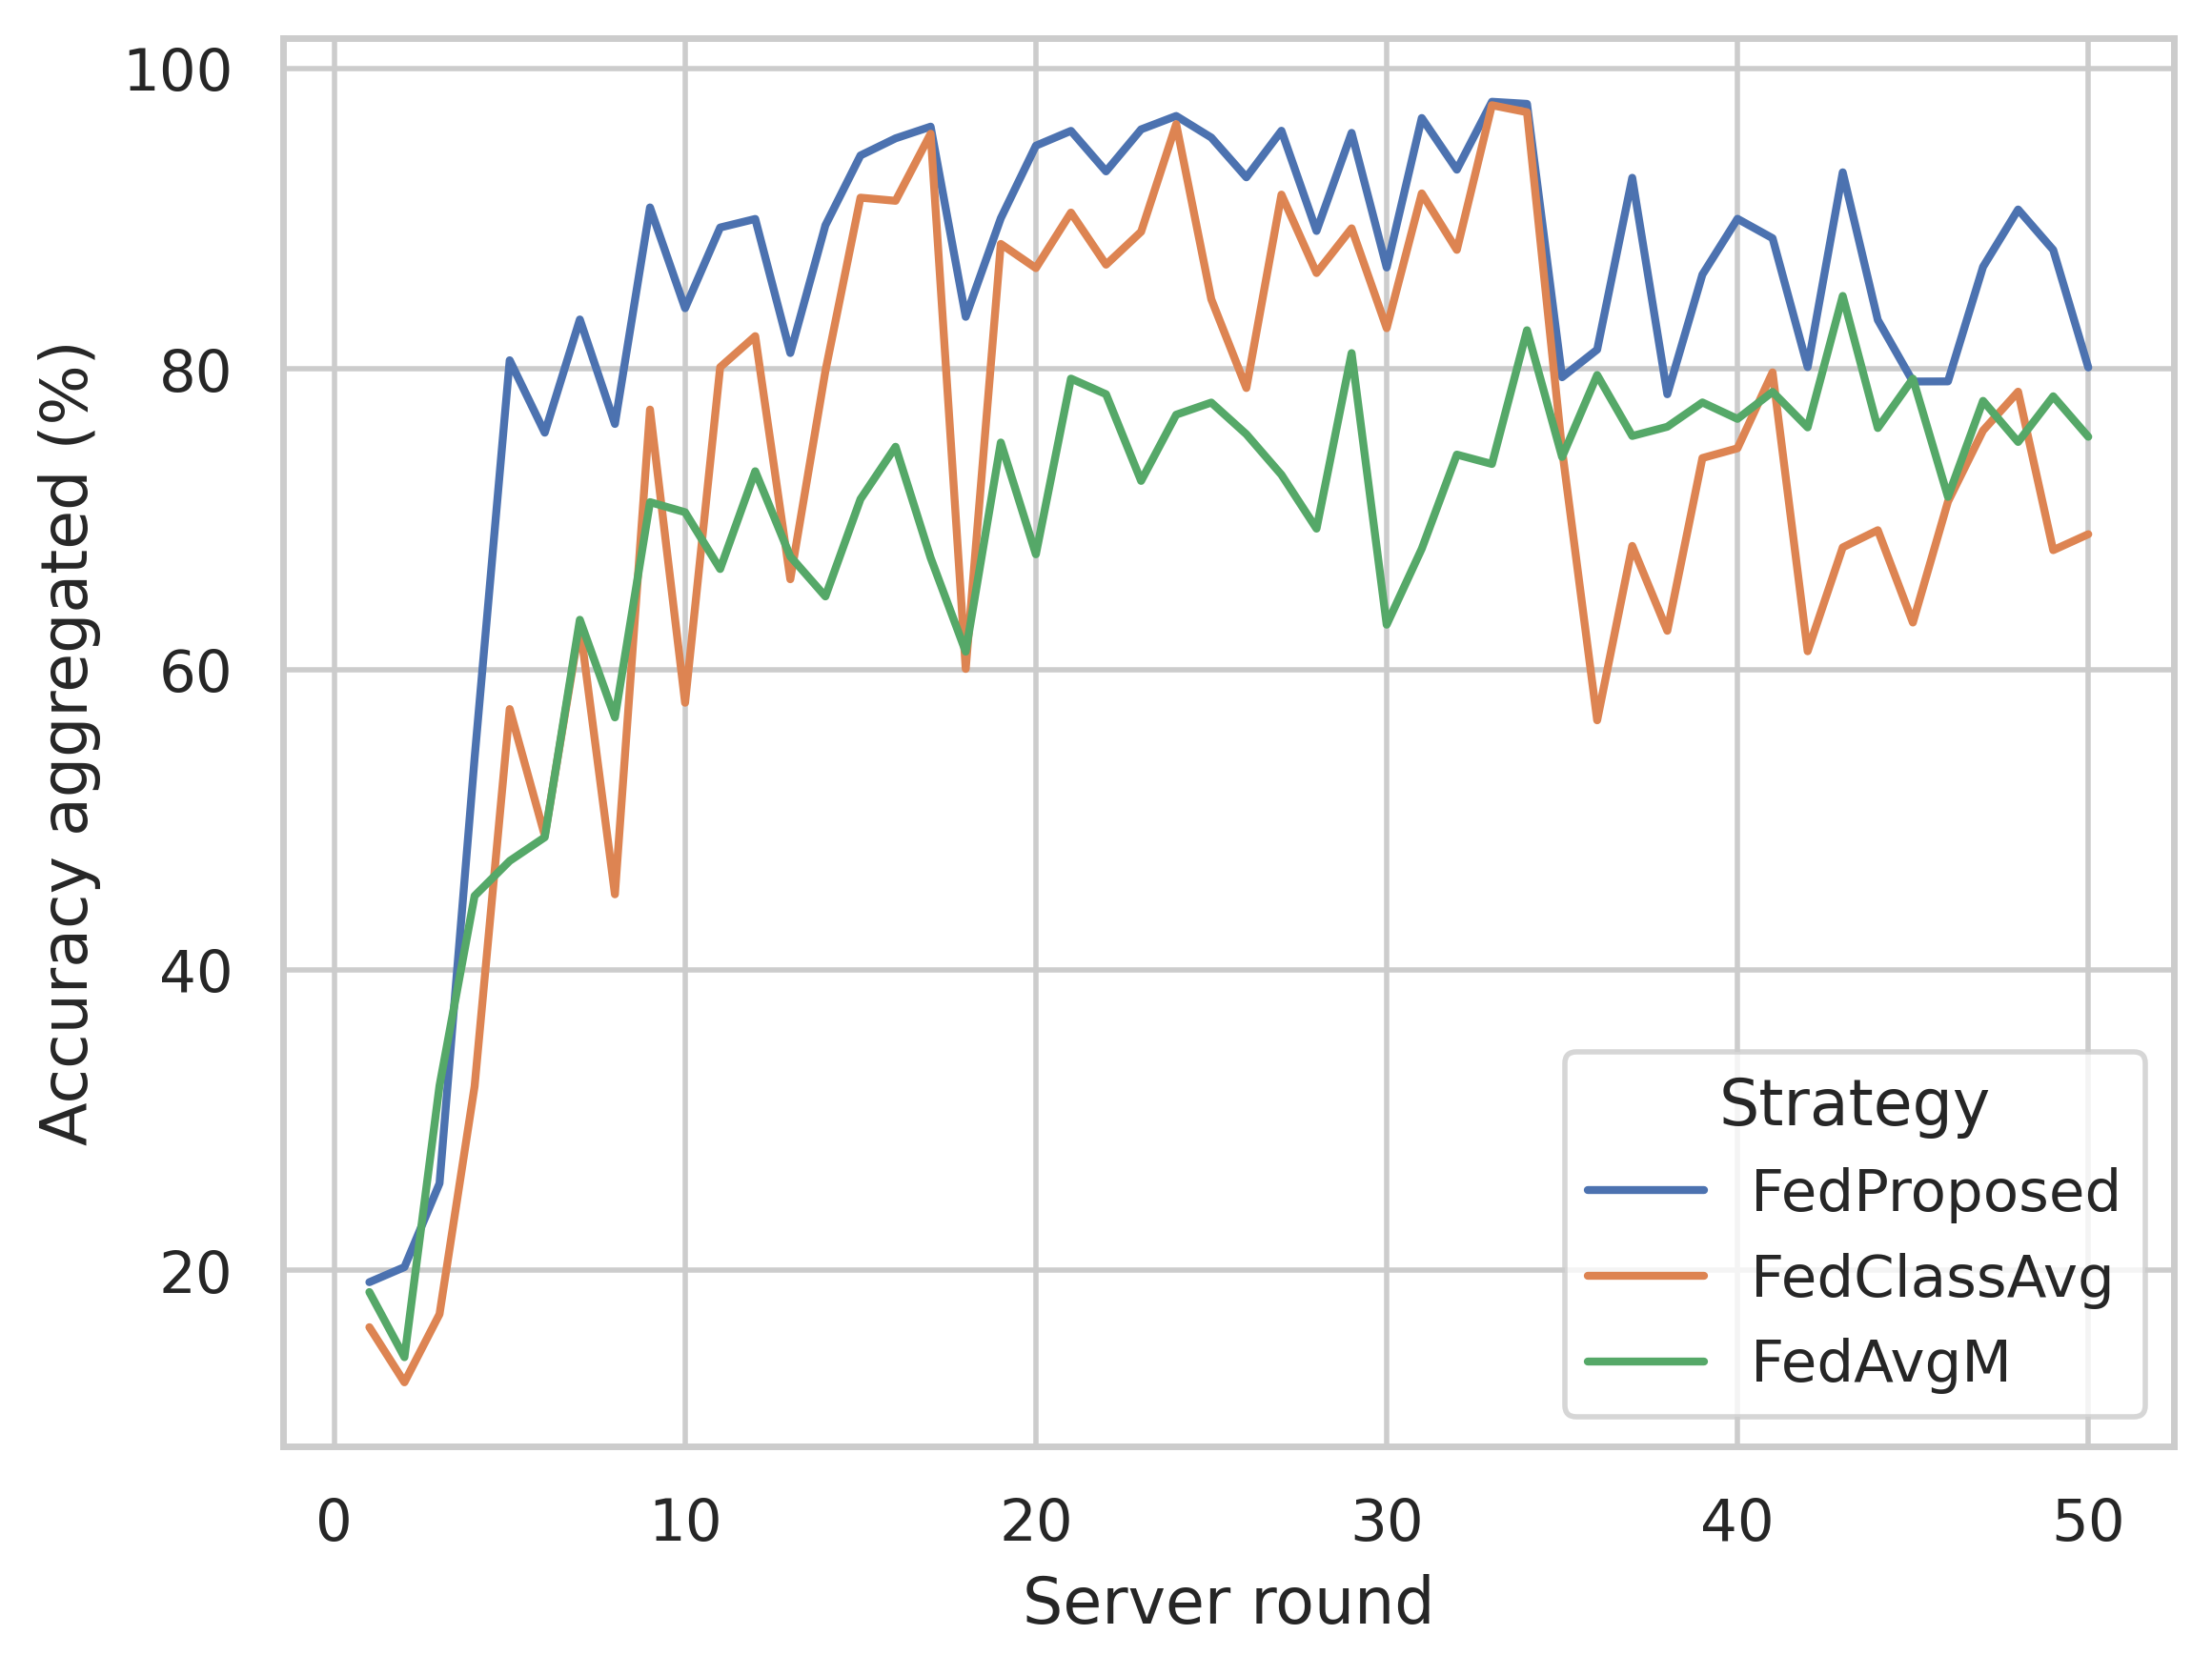 100
80
60
40
20
Accuracy aggregated (%)
0 10 20 30 40 50
Server round
Strategy
FedProposed
FedClassAvg
FedAvgM